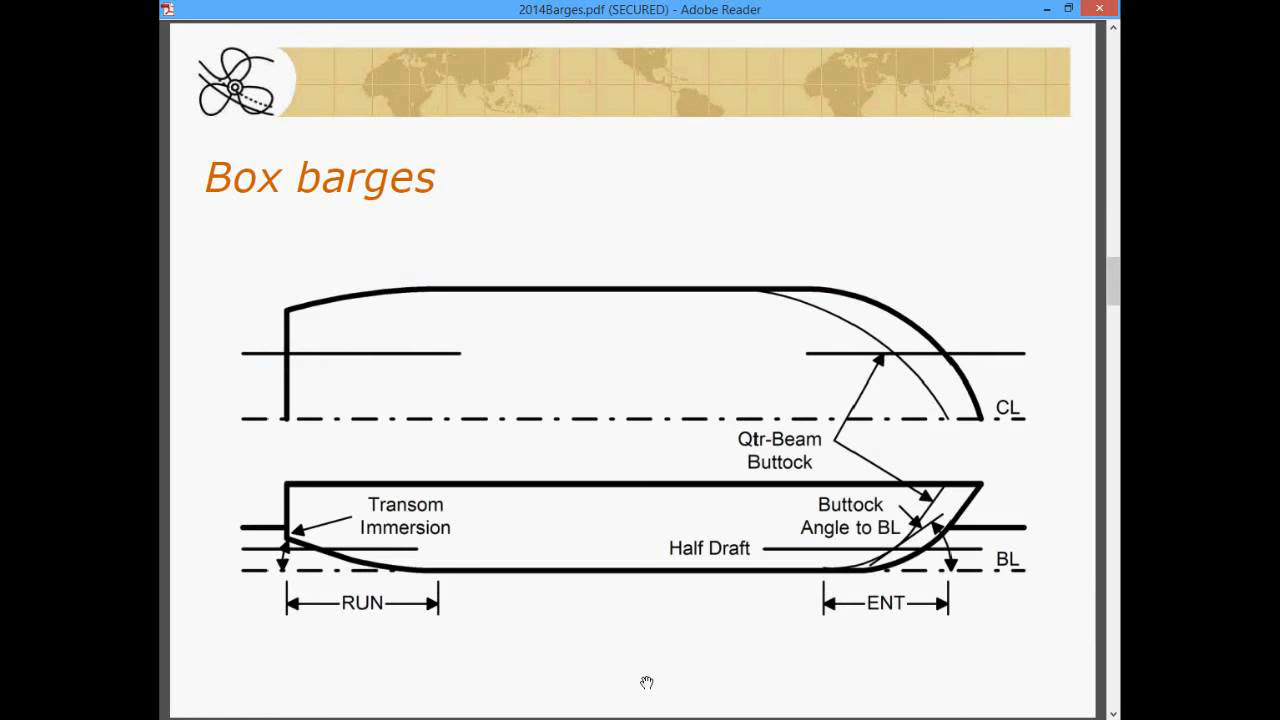 2014Barges.pdf (SECURED) - Adobe Reader
Box barges
CL
Qtr-Beam
Buttock
Transom
Immersion
Buttock
Angle to BL
Half Draft
BL
RUN
ENT